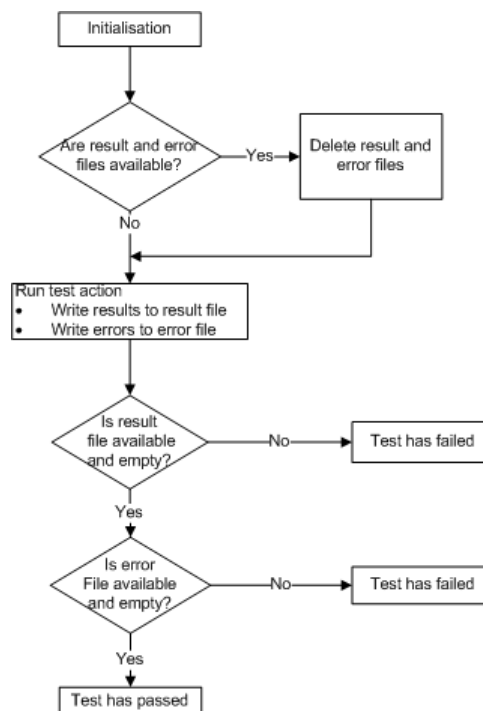 Initialisation
Are result and error
files available?
Yes
Delete result and
error files
No
Run test action
• Write results to result file
• Write errors to error file
Is result
file available
and empty?
No
Test has failed
Yes
Is error
File available
and empty?
No
Test has failed
Yes
Test has passed